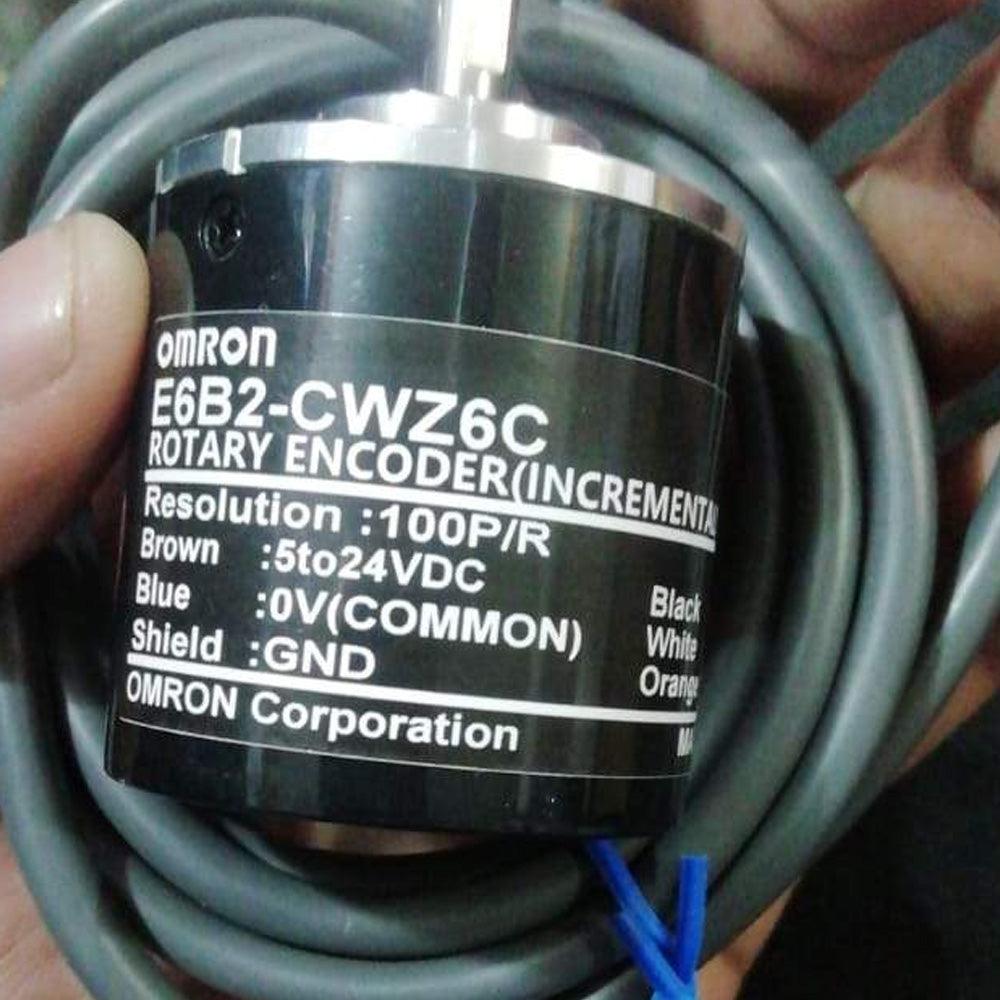 OMRON
E6B2-CWZ6C
ROTARY ENCODER(INCREMENTAL
Resolution :100P/R
Brown :5to24VDC
Blue :0V(COMMON) Black
Shield :GND White
Orange
OMRON Corporation